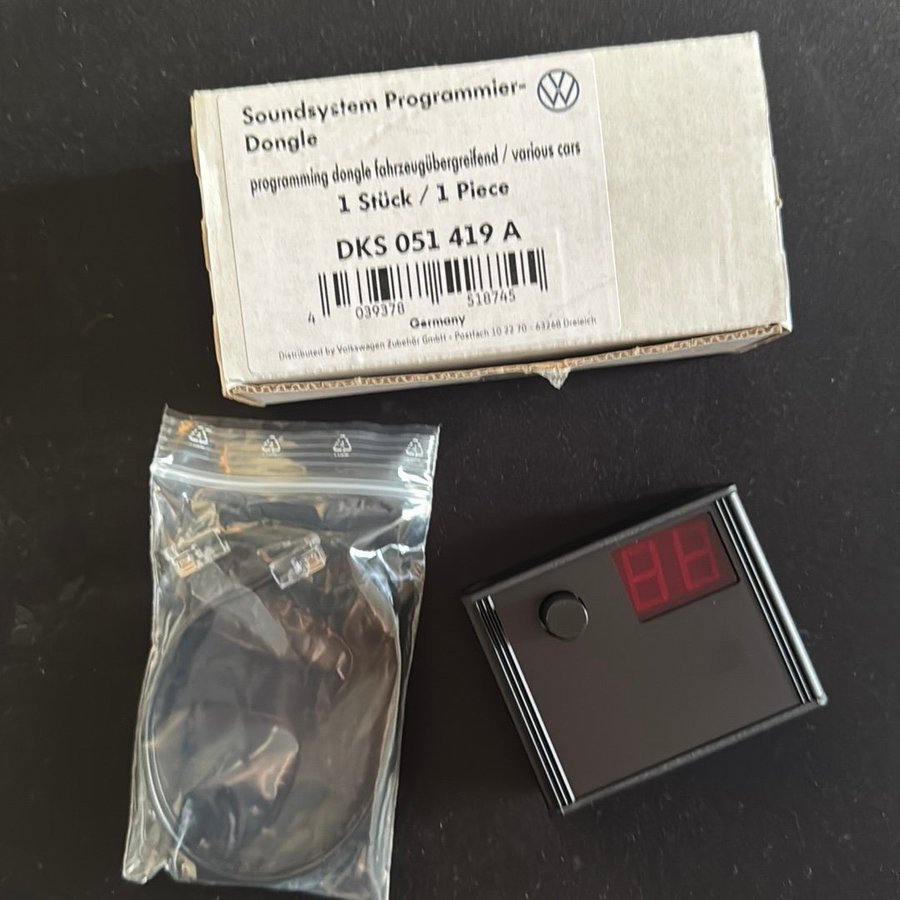 Soundsystem Programmier-
Dongle
programming dongle fahrzeugübergreifend / various cars
1 Stück / 1 Piece
DKS 051 419 A
4 039378 518745
Germany
Distributed by Volkswagen Zubehör GmbH - Postfach 10 22 70 - 63268 Dreieich